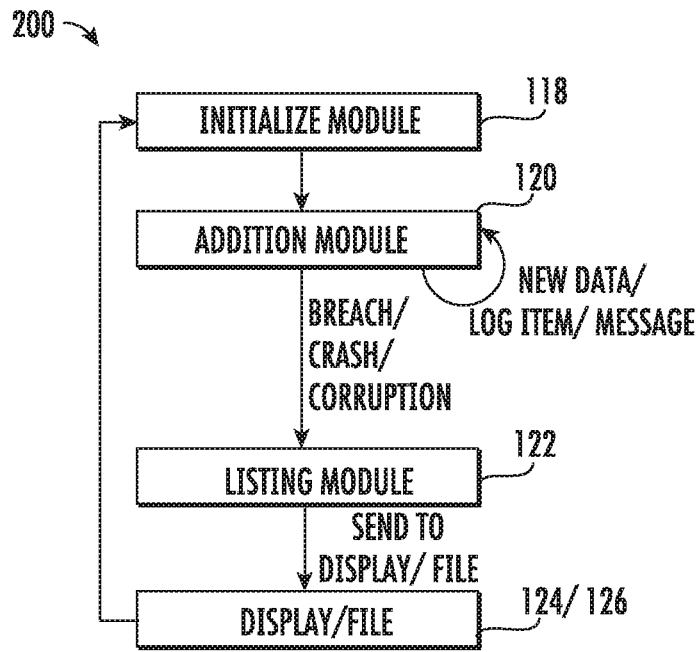 200
INITIALIZE MODULE
118
ADDITION MODULE
120
NEW DATA/
LOG ITEM/ MESSAGE
BREACH/
CRASH/
CORRUPTION
LISTING MODULE
122
SEND TO
DISPLAY/ FILE
DISPLAY/FILE
124/ 126